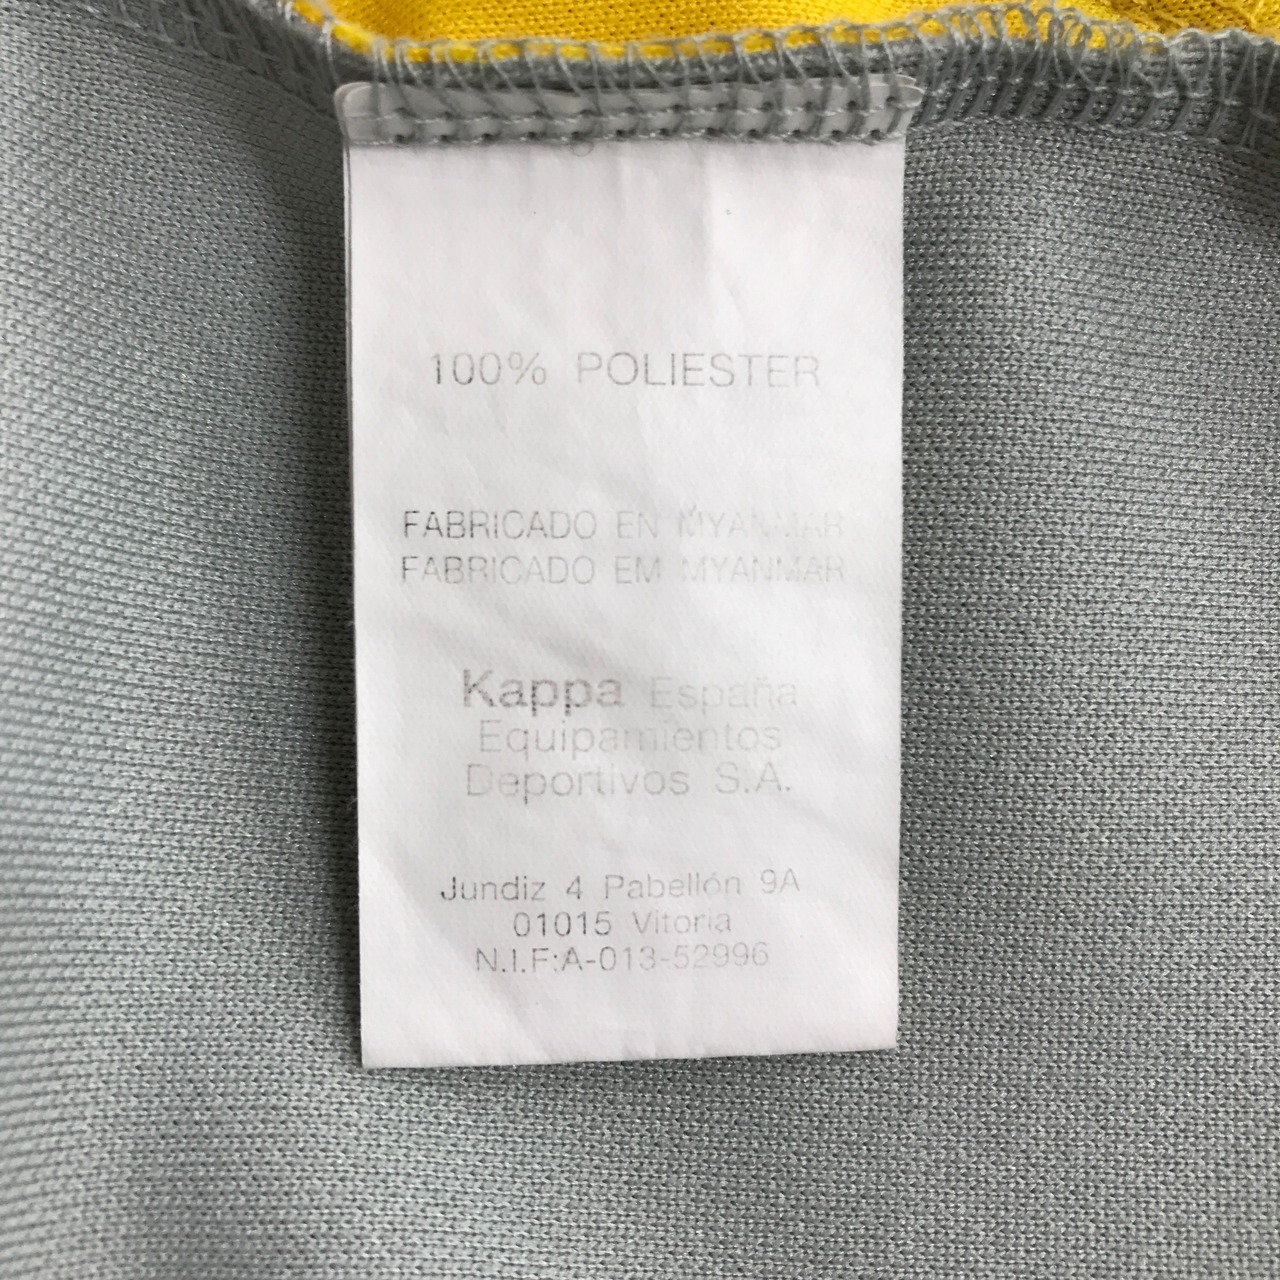 100% POLIESTER
FABRICADO EN MYANMAR
FABRICADO EM MYANMAR
Kappa España
Equipamientos
Deportivos S.A.
Jundiz 4 Pabellón 9A
01015 Vitoria
N.I.F:A-013-52996